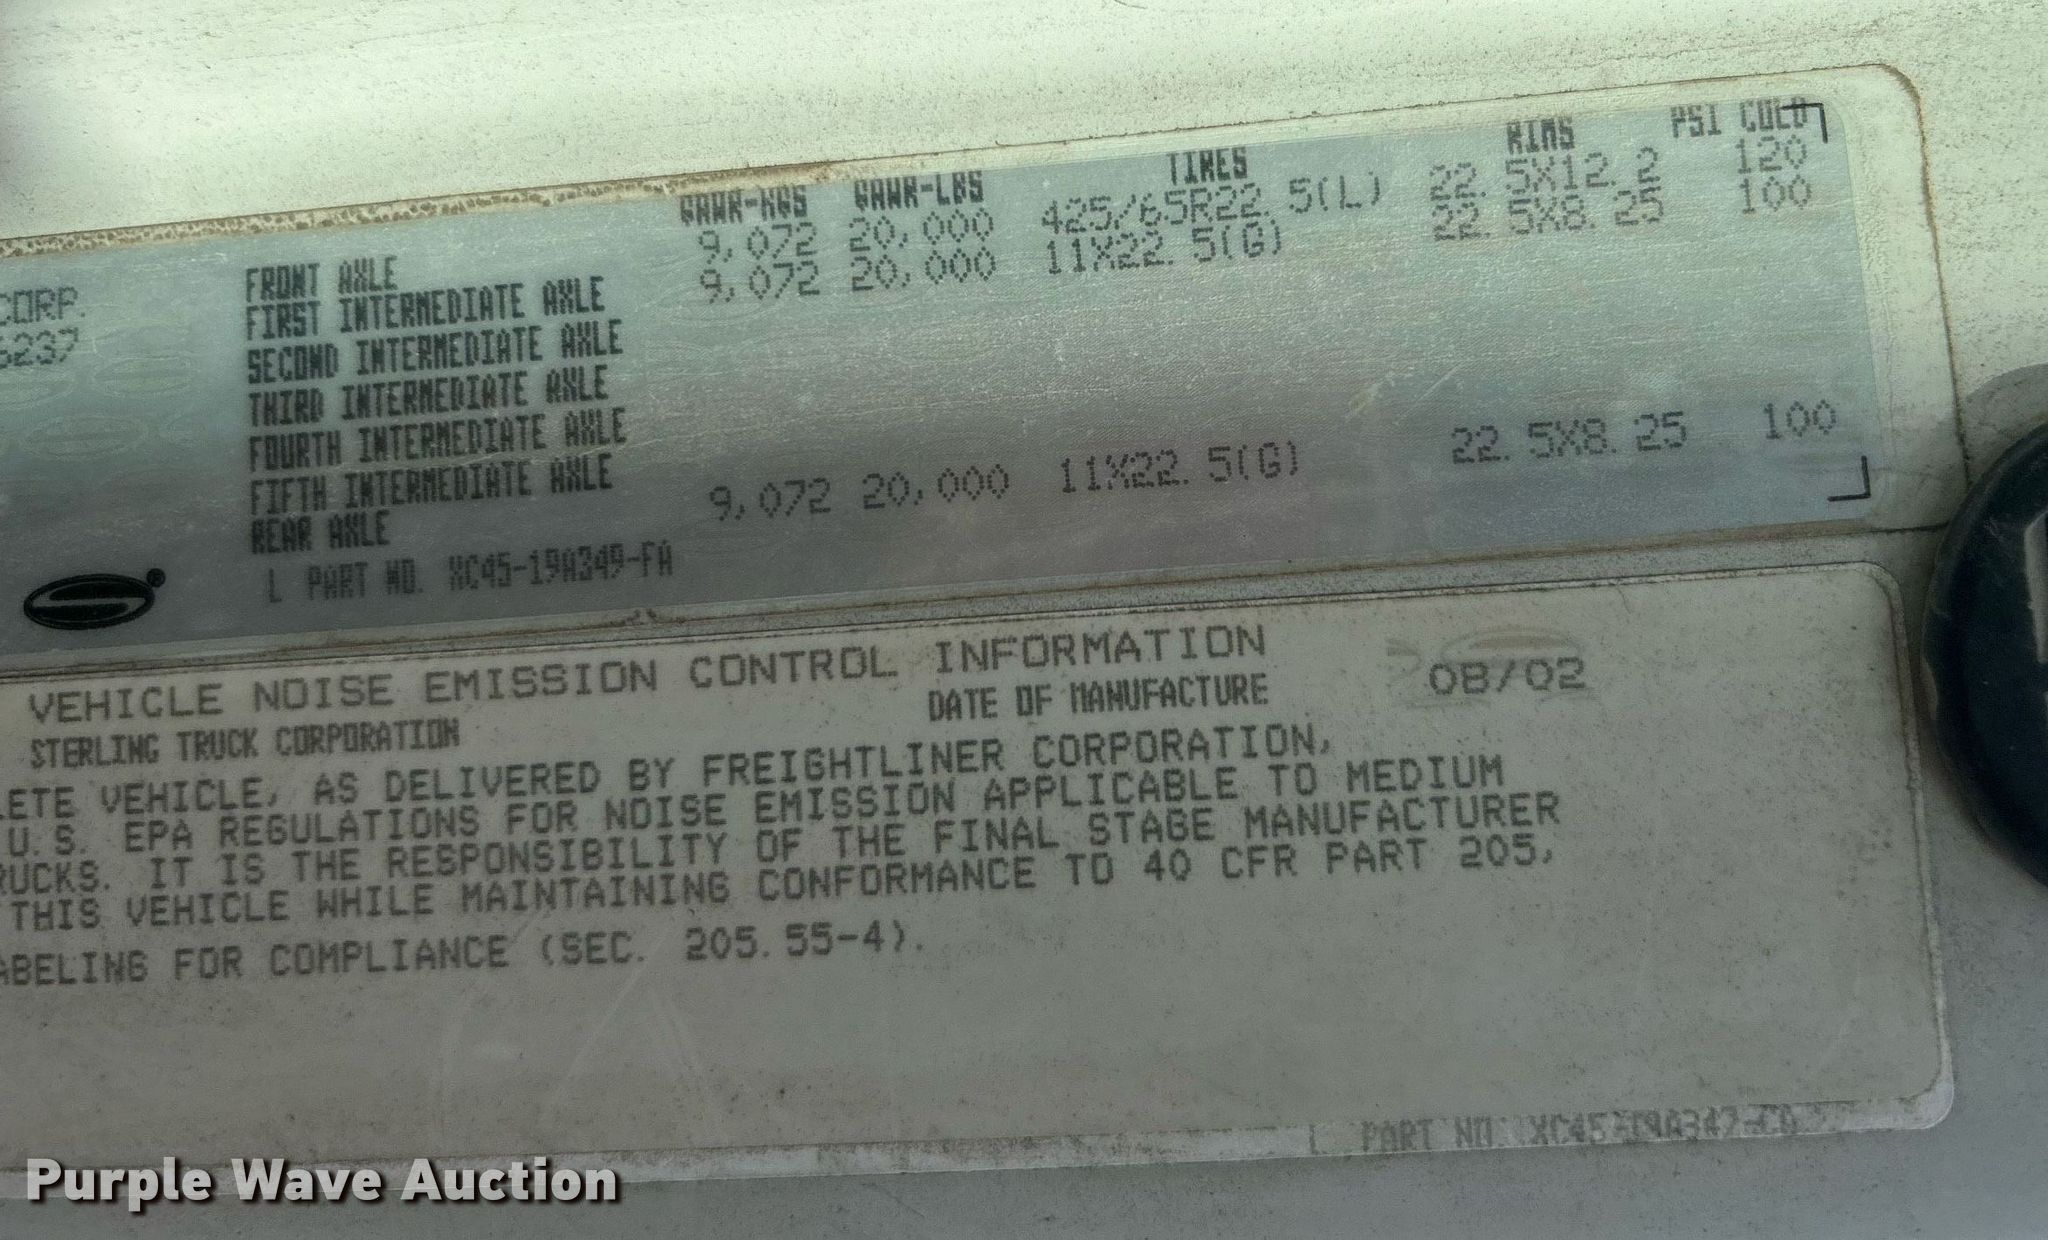 GAWR-KGS GAWR-LBS TIRES RIMS PSI COLD
CORP. FRONT AXLE 9,072 20,000 425/65R22.5(L) 22.5X12.2 120
6237 FIRST INTERMEDIATE AXLE 9,072 20,000 11X22.5(G) 22.5X8.25 100
SECOND INTERMEDIATE AXLE
THIRD INTERMEDIATE AXLE
FOURTH INTERMEDIATE AXLE
FIFTH INTERMEDIATE AXLE
REAR AXLE 9,072 20,000 11X22.5(G) 22.5X8.25 100
L PART NO. XC45-19A349-FA
VEHICLE NOISE EMISSION CONTROL INFORMATION
STERLING TRUCK CORPORATION DATE OF MANUFACTURE 08/02
LETE VEHICLE, AS DELIVERED BY FREIGHTLINER CORPORATION,
U.S. EPA REGULATIONS FOR NOISE EMISSION APPLICABLE TO MEDIUM
RUCKS. IT IS THE RESPONSIBILITY OF THE FINAL STAGE MANUFACTURER
THIS VEHICLE WHILE MAINTAINING CONFORMANCE TO 40 CFR PART 205,
ABELING FOR COMPLIANCE (SEC. 205.55-4).
L PART NO.
Purple Wave Auction